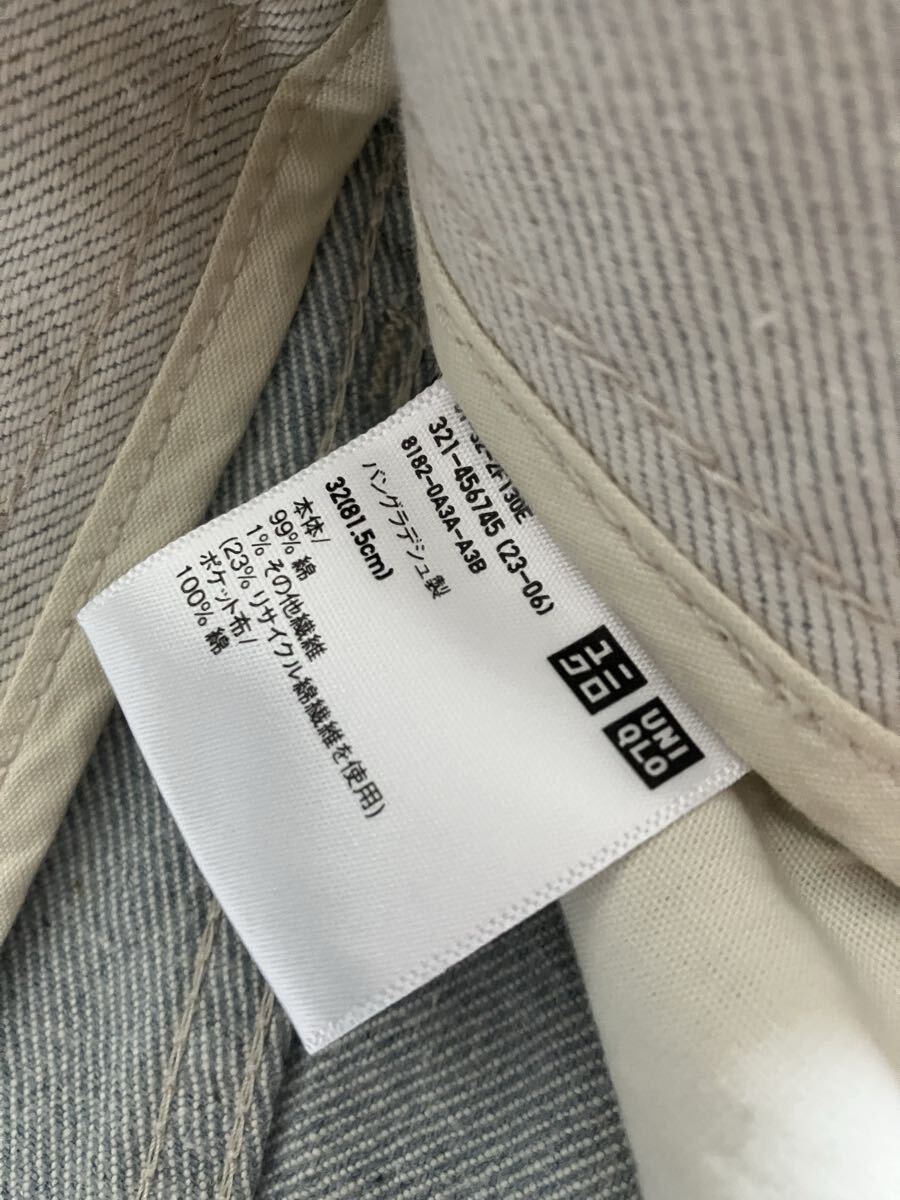 321-456745 (23-06)
8182-0A3A-A3B
バングラデシュ製
32(81.5cm)
本体/
99% 綿
1% その他繊維
(23% リサイクル綿繊維を使用)
ポケット布/
100% 綿
ユニ
クロ
UNI
QLO